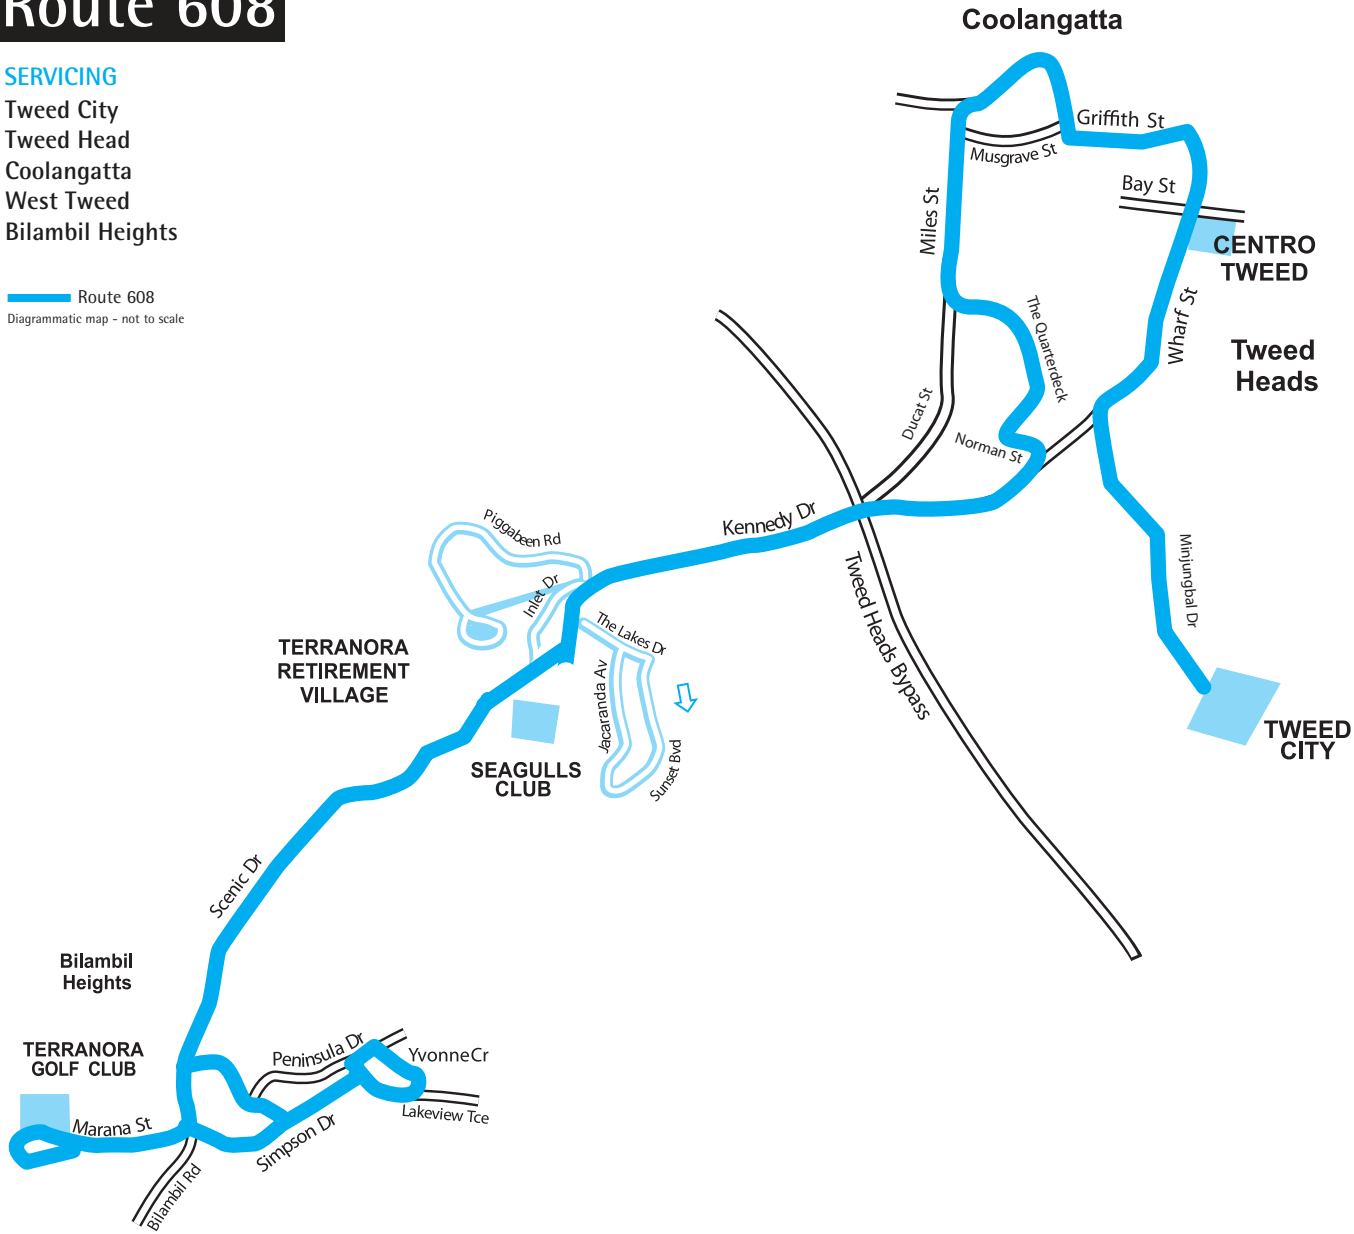 Route 608
SERVICING
Tweed City
Tweed Head
Coolangatta
West Tweed
Bilambil Heights
Route 608
Diagrammatic map - not to scale
Coolangatta
Griffith St
Musgrave St
Bay St
Miles St
CENTRO
TWEED
The Quarterdeck
Wharf St
Tweed
Heads
Ducat St
Norman St
Kennedy Dr
Piggabeen Rd
Inlet Dr
Minjungbal Dr
The Lakes Dr
Tweed Heads Bypass
TERRANORA
RETIREMENT
VILLAGE
Jacaranda Av
Sunset Bvd
TWEED
CITY
SEAGULLS
CLUB
Scenic Dr
Bilambil
Heights
TERRANORA
GOLF CLUB
Peninsula Dr
YvonneCr
Lakeview Tce
Marana St
Simpson Dr
Bilambil Rd